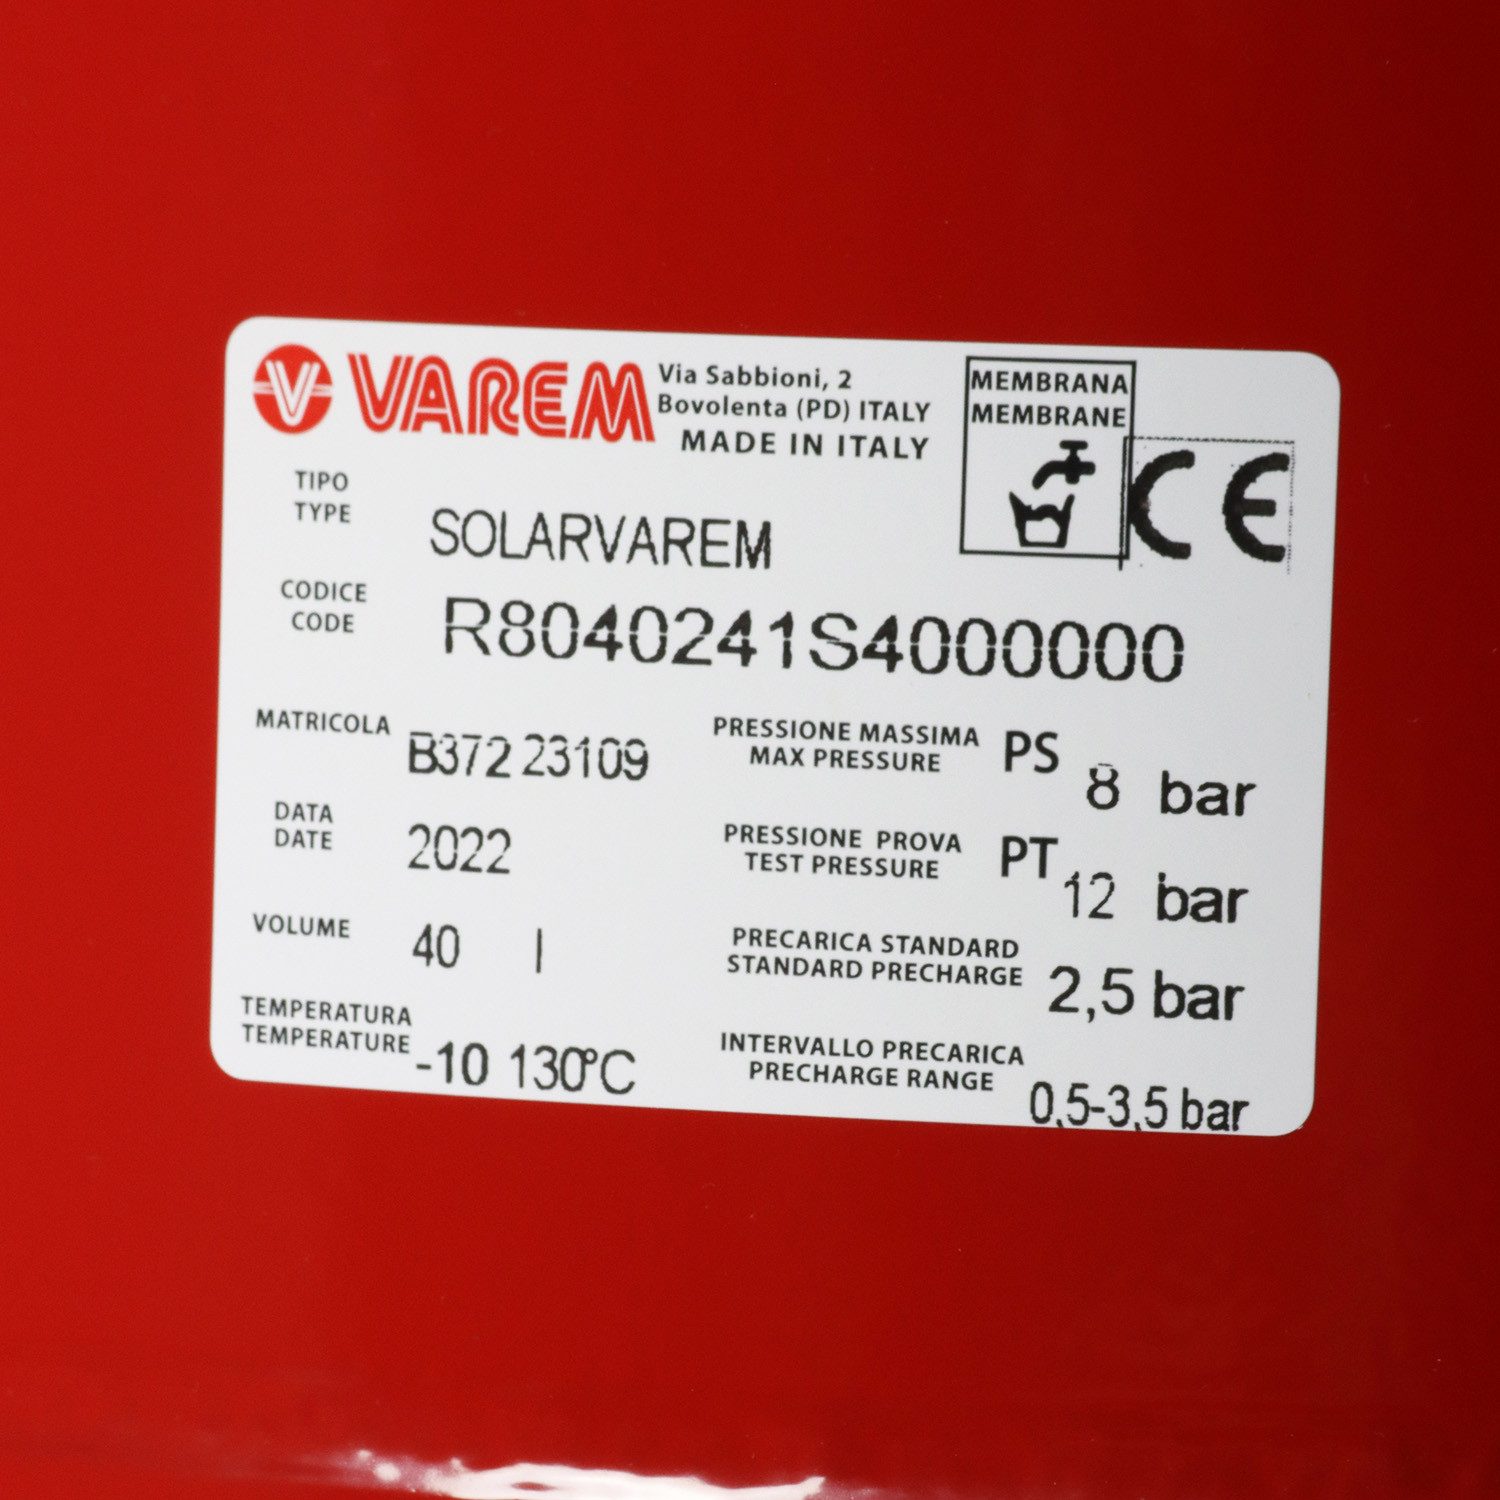 VAREM
Via Sabbioni, 2
Bovolenta (PD) ITALY
MADE IN ITALY
MEMBRANA
MEMBRANE
CE
TIPO
TYPE
SOLARVAREM
CODICE
CODE
R8040241S4000000
MATRICOLA
B372 23109
PRESSIONE MASSIMA
MAX PRESSURE
PS
8 bar
DATA
DATE
2022
PRESSIONE PROVA
TEST PRESSURE
PT
12 bar
VOLUME
40 l
PRECARICA STANDARD
STANDARD PRECHARGE
2,5 bar
TEMPERATURA
TEMPERATURE
-10 130°C
INTERVALLO PRECARICA
PRECHARGE RANGE
0,5-3,5 bar